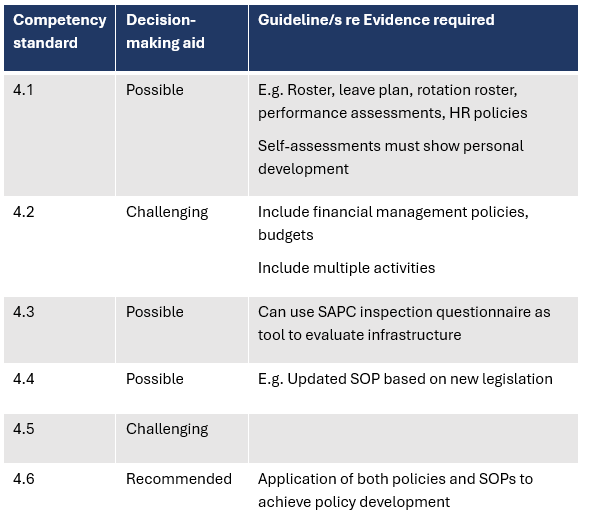 Competency standard
Decision-making aid
Guideline/s re Evidence required
4.1
Possible
E.g. Roster, leave plan, rotation roster,
performance assessments, HR policies
Self-assessments must show personal
development
4.2
Challenging
Include financial management policies,
budgets
Include multiple activities
4.3
Possible
Can use SAPC inspection questionnaire as
tool to evaluate infrastructure
4.4
Possible
E.g. Updated SOP based on new legislation
4.5
Challenging
4.6
Recommended
Application of both policies and SOPs to
achieve policy development